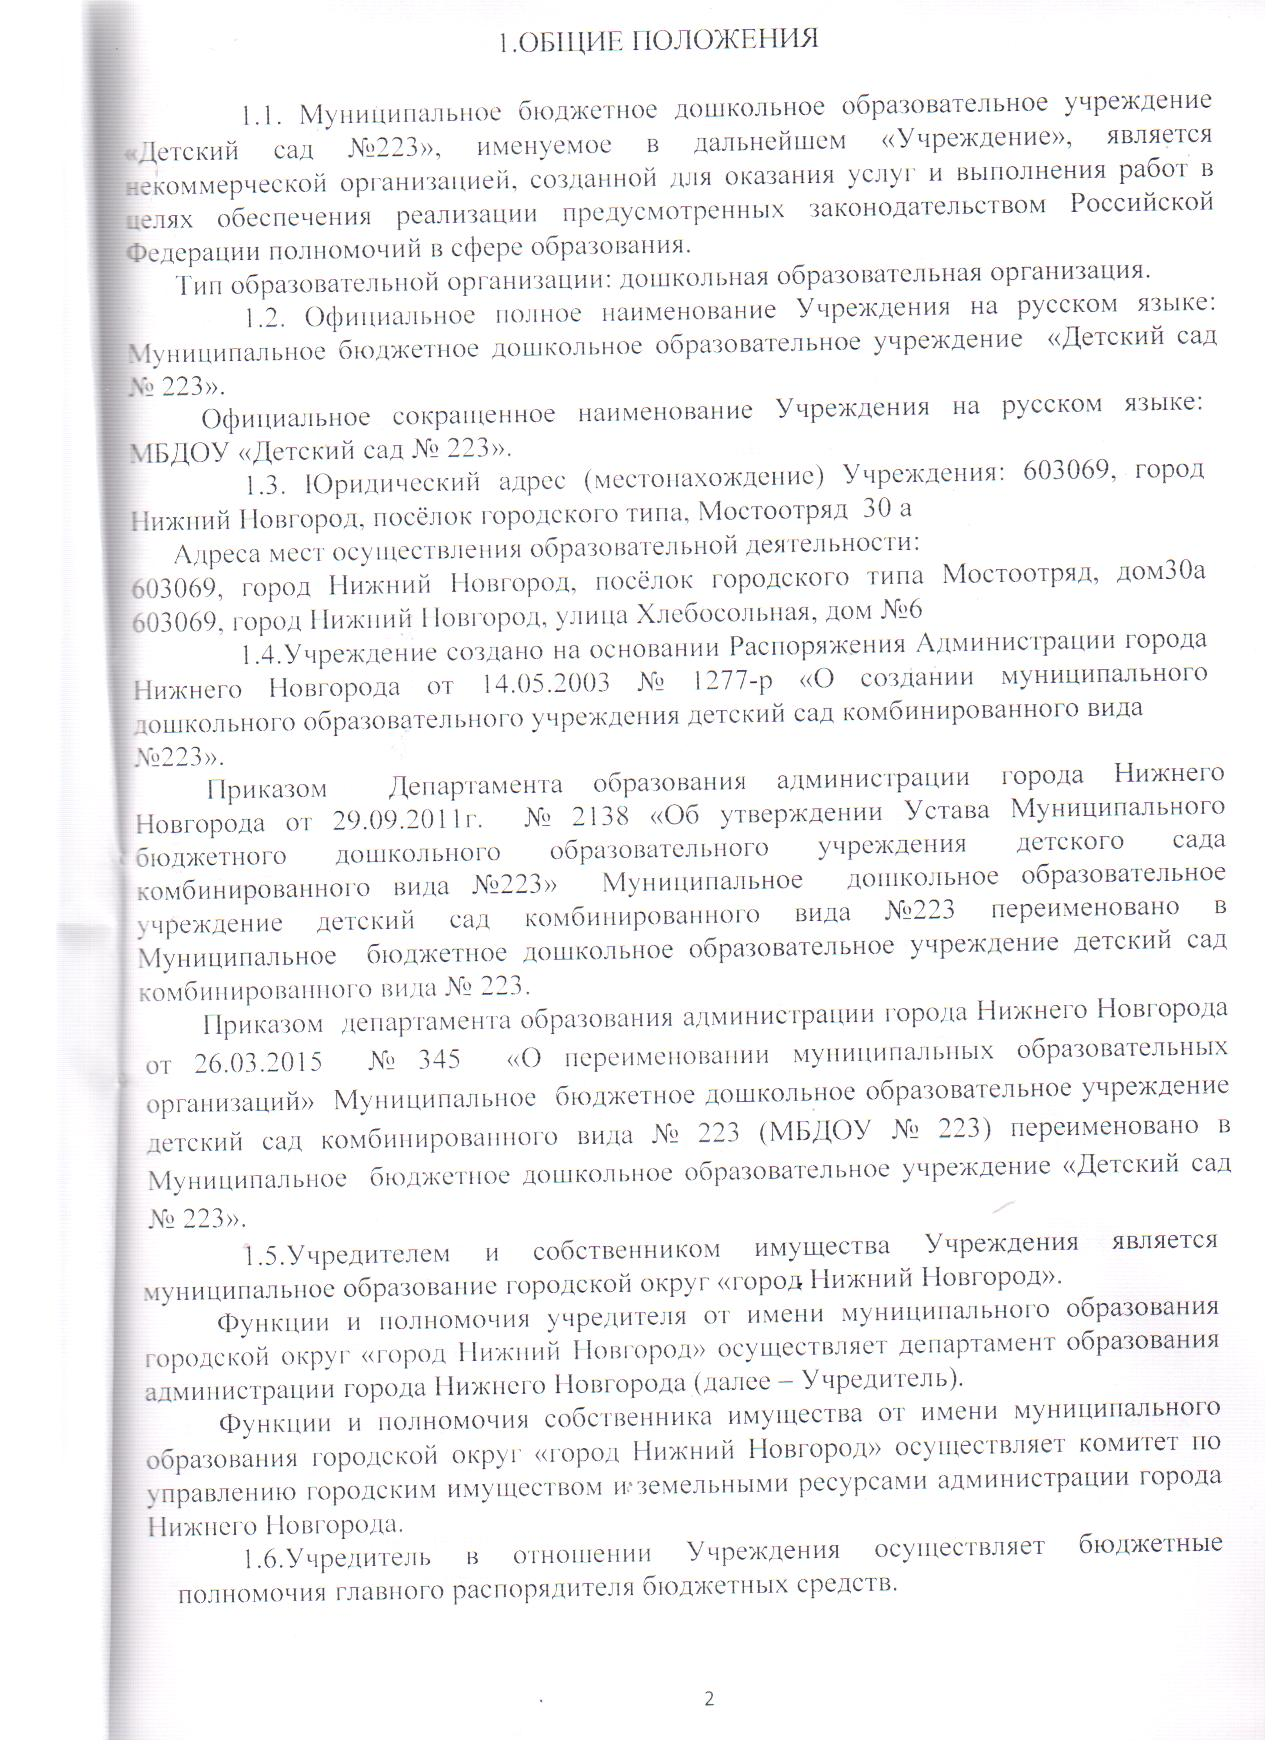 1.ОБЩИЕ ПОЛОЖЕНИЯ
1.1. Муниципальное бюджетное дошкольное образовательное учреждение
«Детский сад №223», именуемое в дальнейшем «Учреждение», является
некоммерческой организацией, созданной для оказания услуг и выполнения работ в
целях обеспечения реализации предусмотренных законодательством Российской
Федерации полномочий в сфере образования.
Тип образовательной организации: дошкольная образовательная организация.
1.2. Официальное полное наименование Учреждения на русском языке:
Муниципальное бюджетное дошкольное образовательное учреждение «Детский сад
№ 223».
Официальное сокращенное наименование Учреждения на русском языке:
МБДОУ «Детский сад № 223».
1.3. Юридический адрес (местонахождение) Учреждения: 603069, город
Нижний Новгород, посёлок городского типа, Мостоотряд 30 а
Адреса мест осуществления образовательной деятельности:
603069, город Нижний Новгород, посёлок городского типа Мостоотряд, дом30а
603069, город Нижний Новгород, улица Хлебосольная, дом №6
1.4.Учреждение создано на основании Распоряжения Администрации города
Нижнего Новгорода от 14.05.2003 № 1277-р «О создании муниципального
дошкольного образовательного учреждения детский сад комбинированного вида
№223».
Приказом Департамента образования администрации города Нижнего
Новгорода от 29.09.2011г. № 2138 «Об утверждении Устава Муниципального
бюджетного дошкольного образовательного учреждения детского сада
комбинированного вида №223» Муниципальное дошкольное образовательное
учреждение детский сад комбинированного вида №223 переименовано в
Муниципальное бюджетное дошкольное образовательное учреждение детский сад
комбинированного вида № 223.
Приказом департамента образования администрации города Нижнего Новгорода
от 26.03.2015 № 345 «О переименовании муниципальных образовательных
организаций» Муниципальное бюджетное дошкольное образовательное учреждение
детский сад комбинированного вида № 223 (МБДОУ № 223) переименовано в
Муниципальное бюджетное дошкольное образовательное учреждение «Детский сад
№ 223».
1.5.Учредителем и собственником имущества Учреждения является
муниципальное образование городской округ «город Нижний Новгород».
Функции и полномочия учредителя от имени муниципального образования
городской округ «город Нижний Новгород» осуществляет департамент образования
администрации города Нижнего Новгорода (далее – Учредитель).
Функции и полномочия собственника имущества от имени муниципального
образования городской округ «город Нижний Новгород» осуществляет комитет по
управлению городским имуществом и земельными ресурсами администрации города
Нижнего Новгорода.
1.6.Учредитель в отношении Учреждения осуществляет бюджетные
полномочия главного распорядителя бюджетных средств.
2